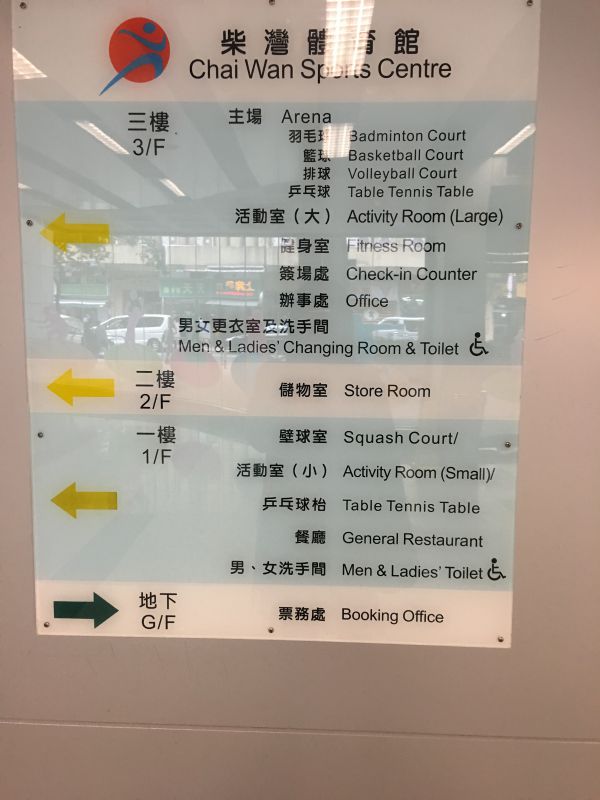 柴灣體育館
Chai Wan Sports Centre
三樓
3/F
主場 Arena
羽毛球 Badminton Court
籃球 Basketball Court
排球 Volleyball Court
乒乓球 Table Tennis Table
活動室（大） Activity Room (Large)
健身室 Fitness Room
簽場處 Check-in Counter
辦事處 Office
男女更衣室及洗手間
Men & Ladies' Changing Room & Toilet
二樓
2/F
儲物室 Store Room
一樓
1/F
壁球室 Squash Court/
活動室（小） Activity Room (Small)/
乒乓球枱 Table Tennis Table
餐廳 General Restaurant
男、女洗手間 Men & Ladies' Toilet
地下
G/F
票務處 Booking Office